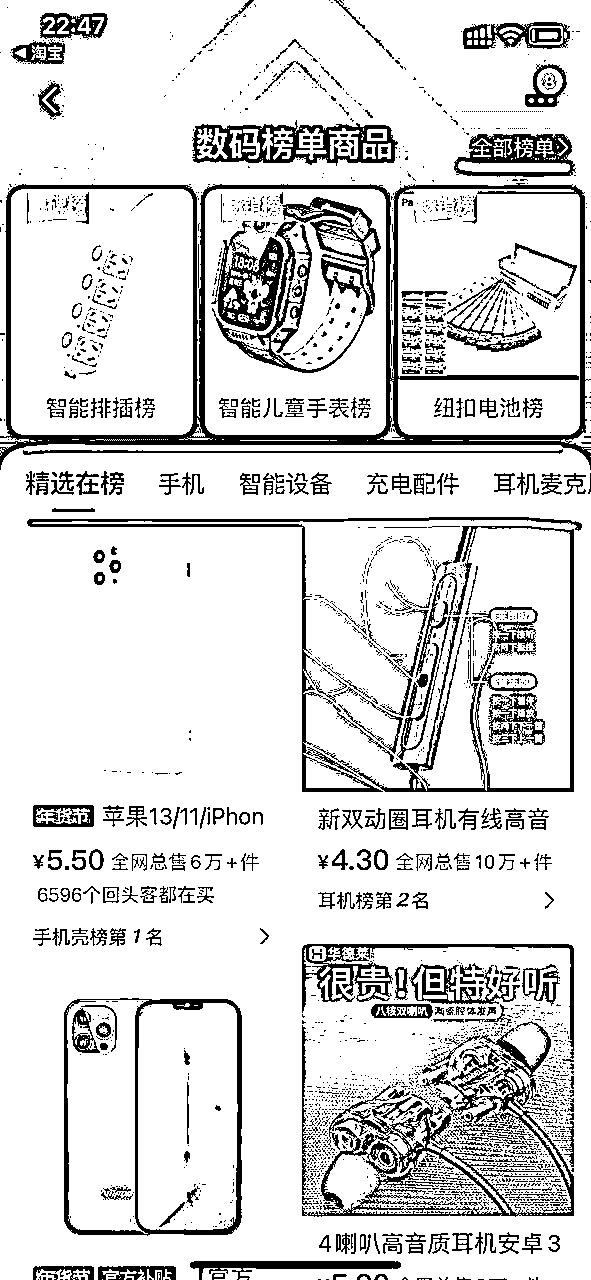 22:47
淘宝
数码榜单商品
全部榜单
智能排插榜
智能儿童手表榜
纽扣电池榜
精选在榜 手机 智能设备 充电配件 耳机麦克
年货节 苹果13/11/iPhon
¥5.50 全网总售6万+件
6596个回头客都在买
手机壳榜第1名
新双动圈耳机有线高音
¥4.30 全网总售10万+件
耳机榜第2名
很贵!但特好听
八核双喇叭 陶瓷腔体发声
4喇叭高音质耳机安卓3
年货节 官方补贴